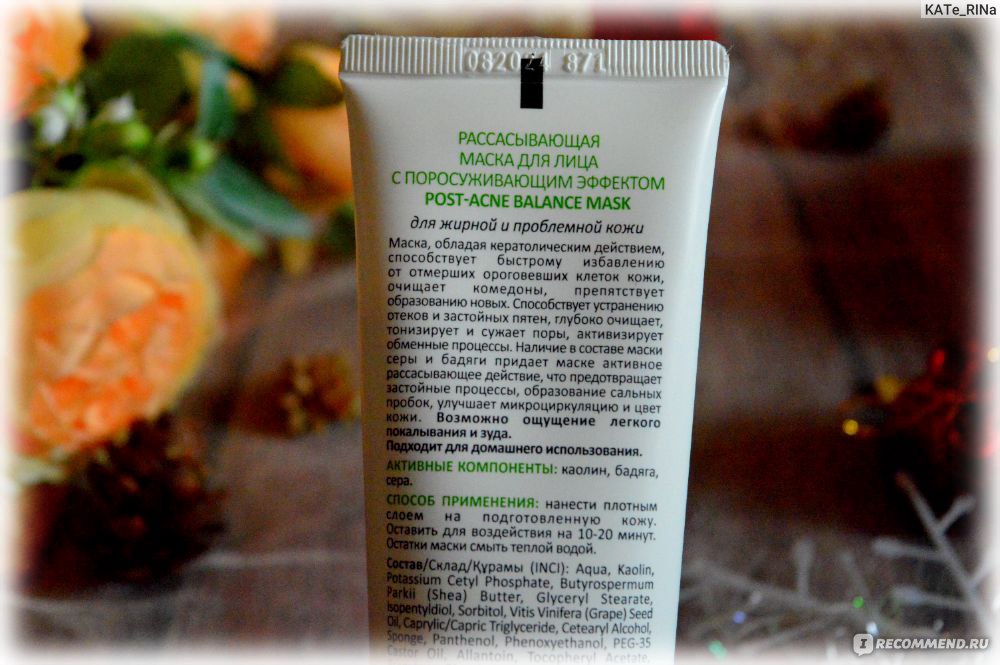 KATe_RINa
082024 871
РАССАСЫВАЮЩАЯ
МАСКА ДЛЯ ЛИЦА
С ПОРОСУЖИВАЮЩИМ ЭФФЕКТОМ
POST-ACNE BALANCE MASK
для жирной и проблемной кожи
Маска, обладая кератолическим действием,
способствует быстрому избавлению
от отмерших ороговевших клеток кожи,
очищает комедоны, препятствует
образованию новых. Способствует устранению
отеков и застойных пятен, глубоко очищает,
тонизирует и сужает поры, активизирует
обменные процессы. Наличие в составе маски
серы и бадяги придает маске активное
рассасывающее действие, что предотвращает
застойные процессы, образование сальных
пробок, улучшает микроциркуляцию и цвет
кожи. Возможно ощущение легкого
покалывания и зуда.
Подходит для домашнего использования.
АКТИВНЫЕ КОМПОНЕНТЫ: каолин, бадяга,
сера.
СПОСОБ ПРИМЕНЕНИЯ: нанести плотным
слоем на подготовленную кожу.
Оставить для воздействия на 10-20 минут.
Остатки маски смыть теплой водой.
Состав/Склад/Құрамы (INCI): Aqua, Kaolin,
Potassium Cetyl Phosphate, Butyrospermum
Parkii (Shea) Butter, Glyceryl Stearate,
Isopentyldiol, Sorbitol, Vitis Vinifera (Grape) Seed
Oil, Caprylic/Capric Triglyceride, Cetearyl Alcohol,
Sponge, Panthenol, Phenoxyethanol, PEG-35
Castor Oil, Allantoin, Tocopheryl Acetate,
I RECOMMEND.RU